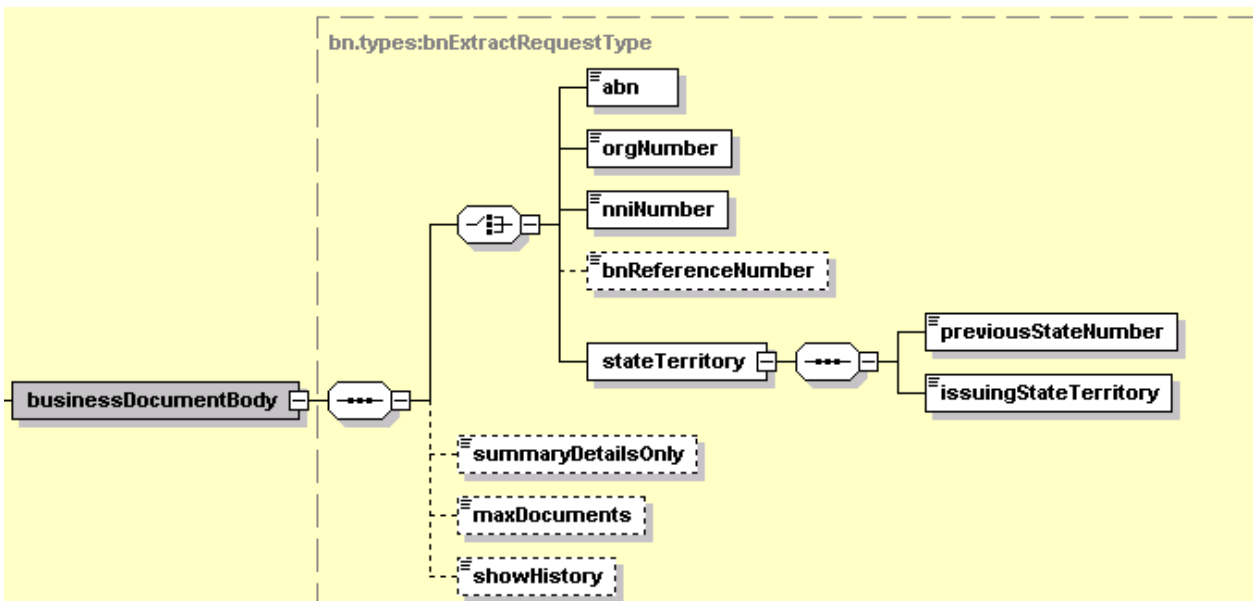 bn.types:bnExtractRequestType
abn
orgNumber
nniNumber
bnReferenceNumber
stateTerritory
previousStateNumber
issuingStateTerritory
businessDocumentBody
summaryDetailsOnly
maxDocuments
showHistory